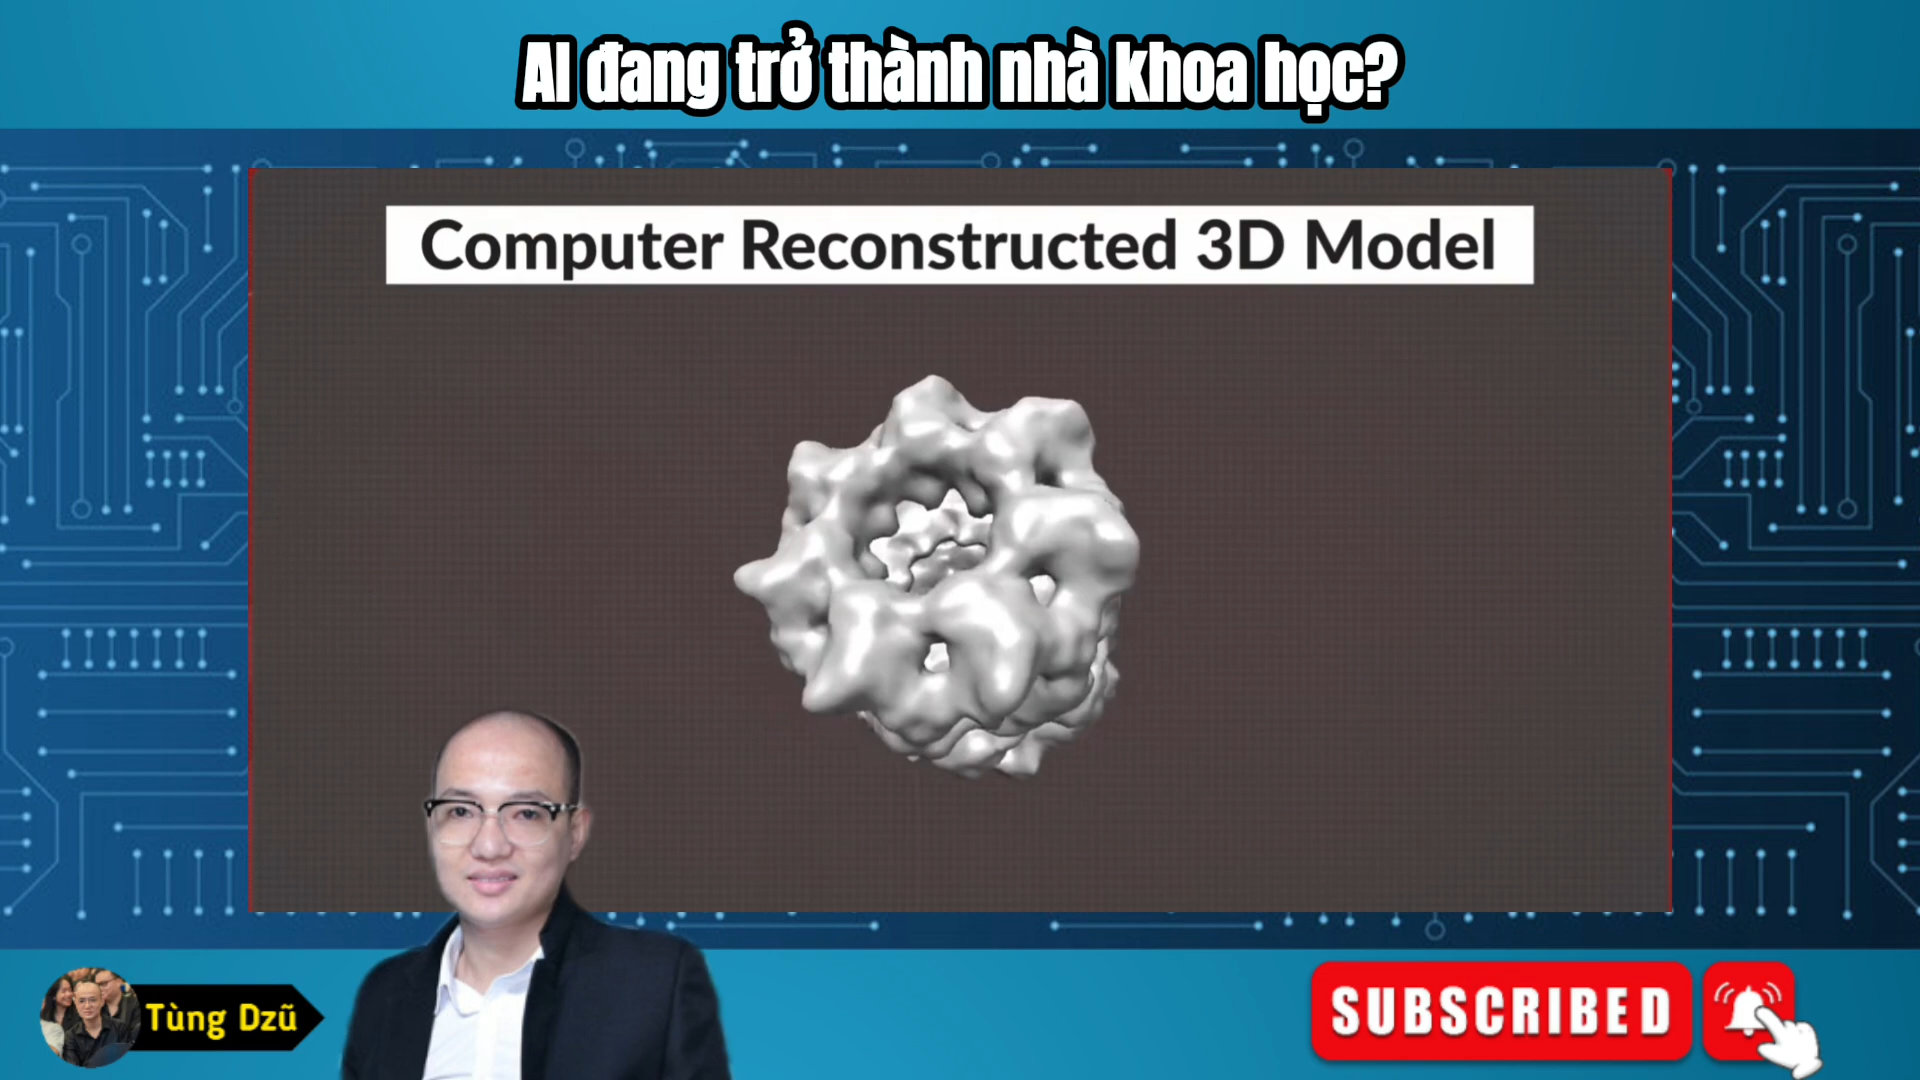 AI đang trở thành nhà khoa học?
Computer Reconstructed 3D Model
Tùng Dzũ
SUBSCRIBED